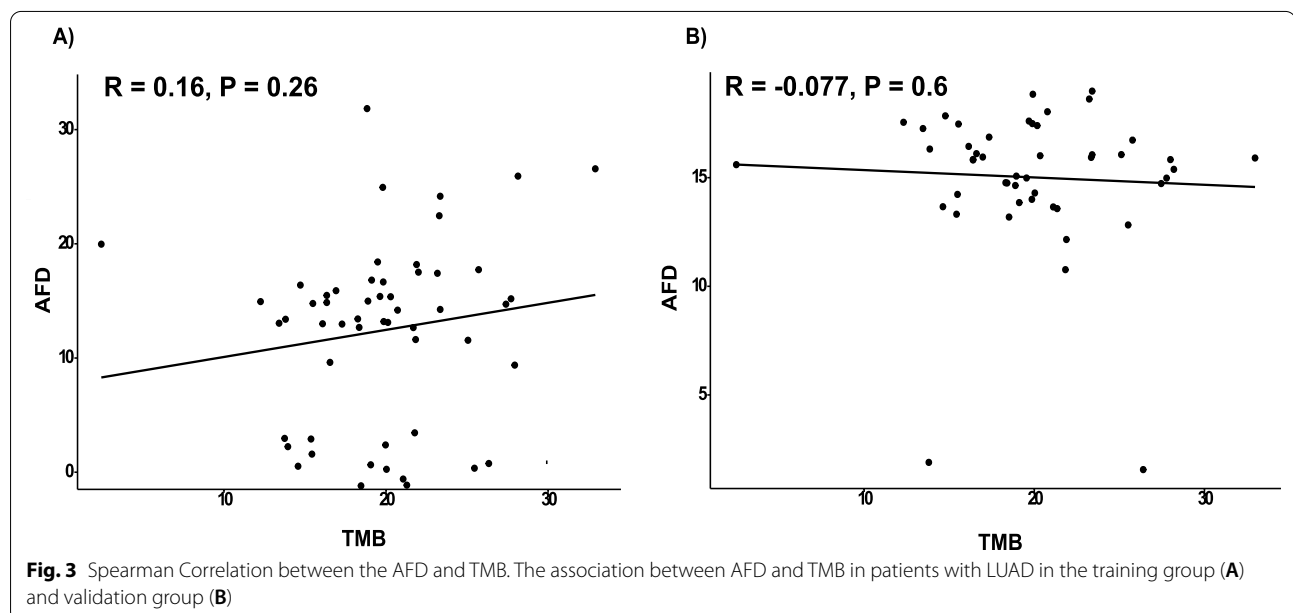 A)
R = 0.16, P = 0.26
30
20
10
0
AFD
10 20 30
TMB
B)
R = -0.077, P = 0.6
15
10
5
AFD
10 20 30
TMB
Fig. 3 Spearman Correlation between the AFD and TMB. The association between AFD and TMB in patients with LUAD in the training group (A)
and validation group (B)